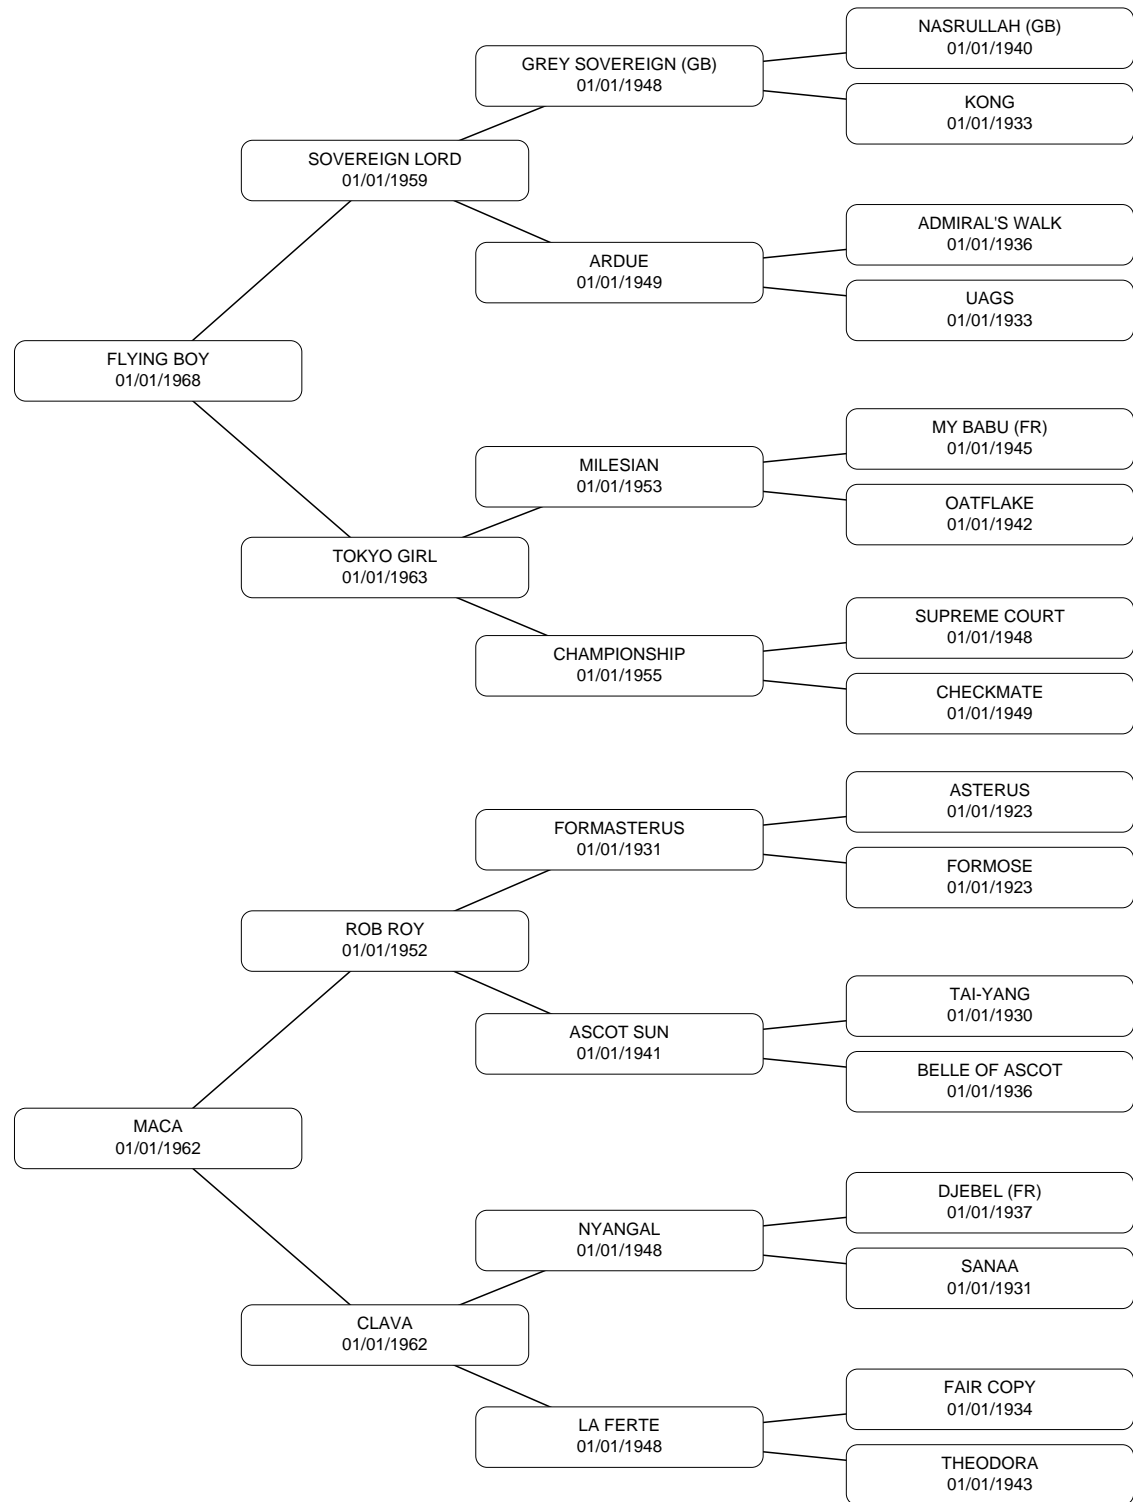 NASRULLAH (GB)
01/01/1940
GREY SOVEREIGN (GB)
01/01/1948
KONG
01/01/1933
SOVEREIGN LORD
01/01/1959
ADMIRAL'S WALK
01/01/1936
ARDUE
01/01/1949
UAGS
01/01/1933
FLYING BOY
01/01/1968
MY BABU (FR)
01/01/1945
MILESIAN
01/01/1953
OATFLAKE
01/01/1942
TOKYO GIRL
01/01/1963
SUPREME COURT
01/01/1948
CHAMPIONSHIP
01/01/1955
CHECKMATE
01/01/1949
ASTERUS
01/01/1923
FORMASTERUS
01/01/1931
FORMOSE
01/01/1923
ROB ROY
01/01/1952
TAI-YANG
01/01/1930
ASCOT SUN
01/01/1941
BELLE OF ASCOT
01/01/1936
MACA
01/01/1962
DJEBEL (FR)
01/01/1937
NYANGAL
01/01/1948
SANAA
01/01/1931
CLAVA
01/01/1962
FAIR COPY
01/01/1934
LA FERTE
01/01/1948
THEODORA
01/01/1943